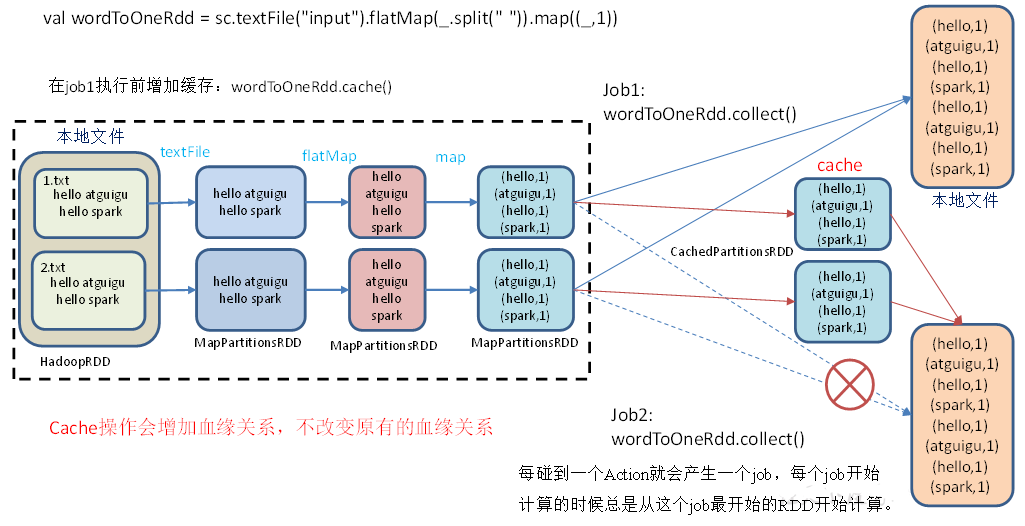 val wordToOneRdd = sc.textFile("input").flatMap(_.split(" ")).map((_,1))
在job1执行前增加缓存：wordToOneRdd.cache()
本地文件
textFile
flatMap
map
1.txt
hello atguigu
hello spark
2.txt
hello atguigu
hello spark
HadoopRDD
hello atguigu
hello spark
hello atguigu
hello spark
MapPartitionsRDD
hello
atguigu
hello
spark
hello
atguigu
hello
spark
MapPartitionsRDD
(hello,1)
(atguigu,1)
(hello,1)
(spark,1)
(hello,1)
(atguigu,1)
(hello,1)
(spark,1)
MapPartitionsRDD
Job1:
wordToOneRdd.collect()
cache
(hello,1)
(atguigu,1)
(hello,1)
(spark,1)
CachedPartitionsRDD
(hello,1)
(atguigu,1)
(hello,1)
(spark,1)
(hello,1)
(atguigu,1)
(hello,1)
(spark,1)
(hello,1)
(atguigu,1)
(hello,1)
(spark,1)
本地文件
(hello,1)
(atguigu,1)
(hello,1)
(spark,1)
(hello,1)
(atguigu,1)
(hello,1)
(spark,1)
Cache操作会增加血缘关系，不改变原有的血缘关系
Job2:
wordToOneRdd.collect()
每碰到一个Action就会产生一个job，每个job开始
计算的时候总是从这个job最开始的RDD开始计算。